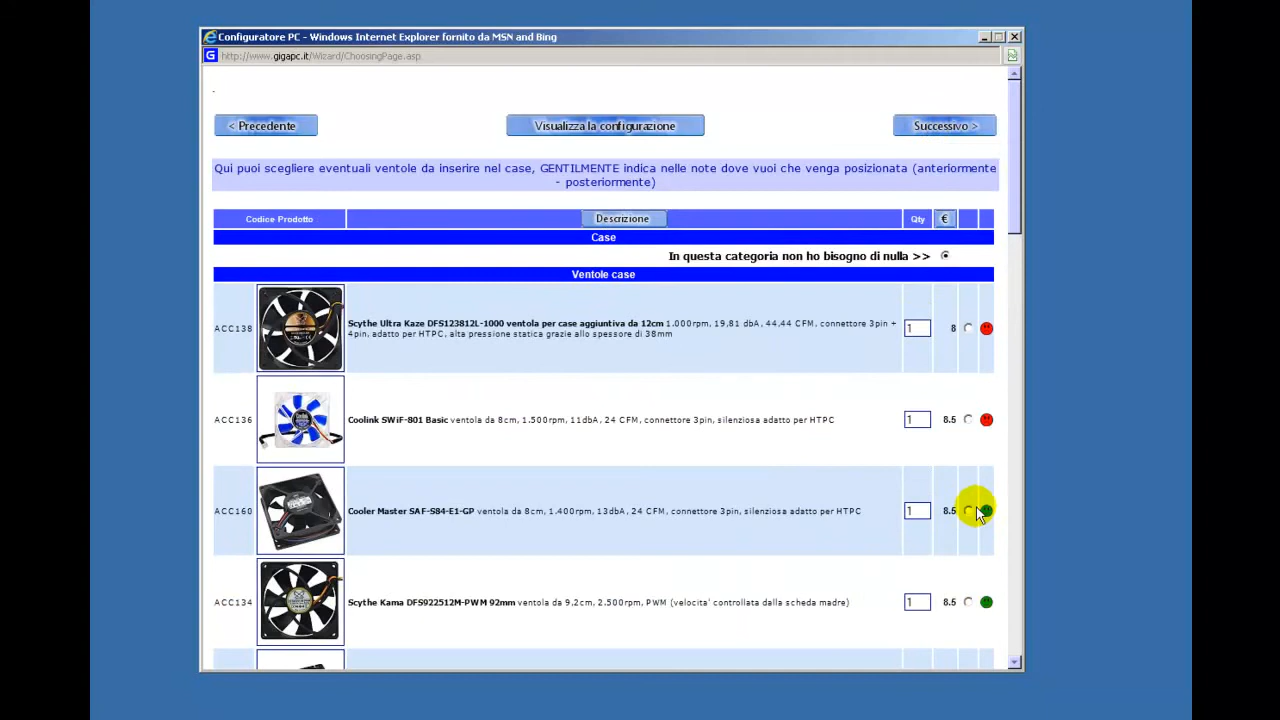 Configuratore PC - Windows Internet Explorer fornito da MSN and Bing
http://www.gigapc.it/Wizard/ChoosingPage.asp
< Precedente
Visualizza la configurazione
Successivo >
Qui puoi scegliere eventuali ventole da inserire nel case, GENTILMENTE indica nelle note dove vuoi che venga posizionata (anteriormente
- posteriormente)
Codice Prodotto Descrizione Qty €
Case
In questa categoria non ho bisogno di nulla >>
Ventole case
ACC138 Scythe Ultra Kaze DFS123812L-1000 ventola per case aggiuntiva da 12cm 1.000rpm, 19,81 dbA, 44,44 CFM, connettore 3pin + 1 8
4pin, adatto per HTPC, alta pressione statica grazie allo spessore di 38mm
ACC136 Coolink SWiF-801 Basic ventola da 8cm, 1.500rpm, 11dbA, 24 CFM, connettore 3pin, silenziosa adatto per HTPC 1 8.5
ACC160 Cooler Master SAF-S84-E1-GP ventola da 8cm, 1.400rpm, 13dbA, 24 CFM, connettore 3pin, silenziosa adatto per HTPC 1 8.5
ACC134 Scythe Kama DFS922512M-PWM 92mm ventola da 9.2cm, 2.500rpm, PWM (velocita' controllata dalla scheda madre) 1 8.5